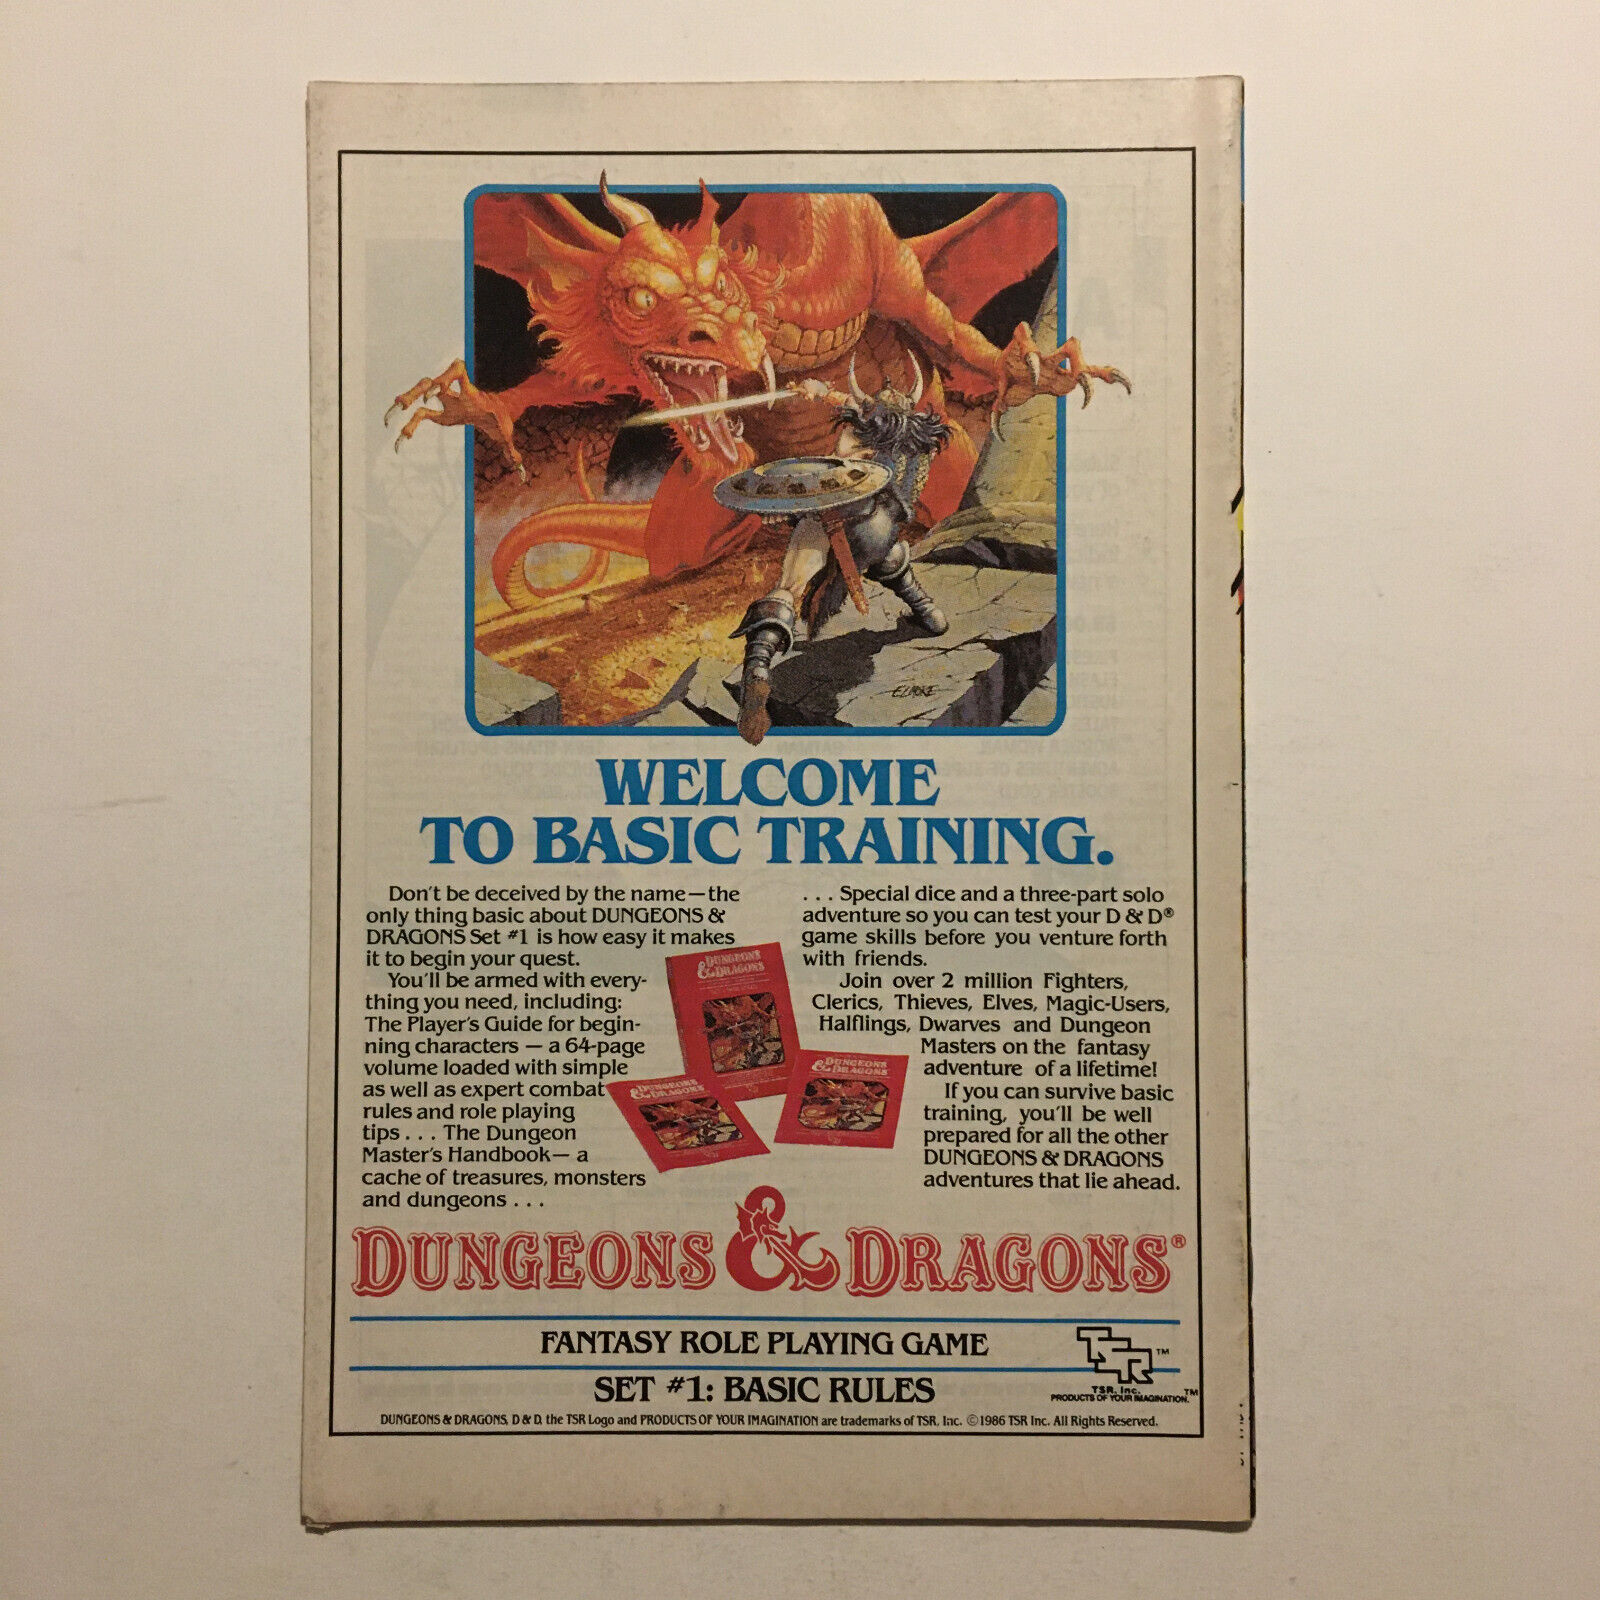 ELMORE
WELCOME
TO BASIC TRAINING.
Don't be deceived by the name—the
only thing basic about DUNGEONS &
DRAGONS Set #1 is how easy it makes
it to begin your quest.
You'll be armed with every-
thing you need, including:
The Player's Guide for begin-
ning characters — a 64-page
volume loaded with simple
as well as expert combat
rules and role playing
tips . . . The Dungeon
Master's Handbook— a
cache of treasures, monsters
and dungeons . . .
. . . Special dice and a three-part solo
adventure so you can test your D & D®
game skills before you venture forth
with friends.
Join over 2 million Fighters,
Clerics, Thieves, Elves, Magic-Users,
Halflings, Dwarves and Dungeon
Masters on the fantasy
adventure of a lifetime!
If you can survive basic
training, you'll be well
prepared for all the other
DUNGEONS & DRAGONS
adventures that lie ahead.
DUNGEONS
& DRAGONS
DUNGEONS
& DRAGONS
DUNGEONS
& DRAGONS
DUNGEONS & DRAGONS®
FANTASY ROLE PLAYING GAME
SET #1: BASIC RULES
TSR™
TSR, Inc.
PRODUCTS OF YOUR IMAGINATION.™
DUNGEONS & DRAGONS, D & D, the TSR Logo and PRODUCTS OF YOUR IMAGINATION are trademarks of TSR, Inc. ©1986 TSR Inc. All Rights Reserved.